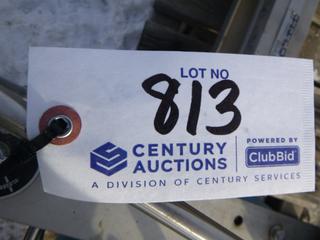 LOT NO
813
CENTURY
AUCTIONS
POWERED BY
ClubBid
A DIVISION OF CENTURY SERVICES